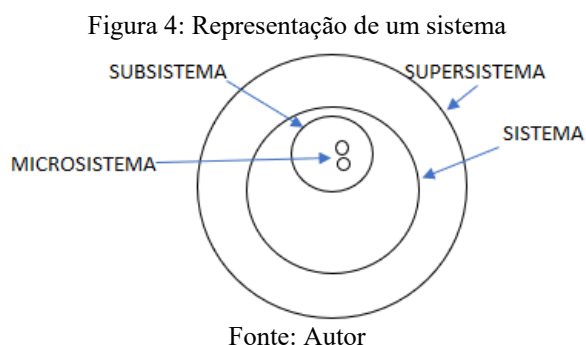 Figura 4: Representação de um sistema
SUBSISTEMA
SUPERSISTEMA
SISTEMA
MICROSISTEMA
Fonte: Autor